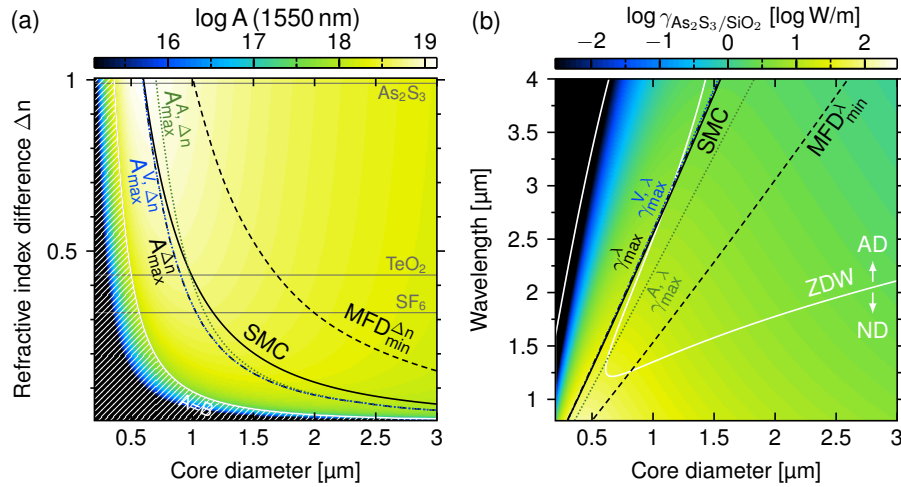 (a)
log A (1550 nm)
16 17 18 19
Refractive index difference Δn
1
0.5
As₂S₃
A^{A, Δn}_{max}
A^{V, Δn}_{max}
A^{Δn}_{max}
TeO₂
SF₆
SMC
MFD^{Δn}_{min}
A=B
0.5 1 1.5 2 2.5 3
Core diameter [μm]
(b)
log γ_{As₂S₃/SiO₂} [log W/m]
−2 −1 0 1 2
Wavelength [μm]
4
3.5
3
2.5
2
1.5
1
SMC
MFD^{λ}_{min}
γ^{V, λ}_{max}
γ^{λ}_{max}
γ^{A, λ}_{max}
AD
ZDW
ND
0.5 1 1.5 2 2.5 3
Core diameter [μm]